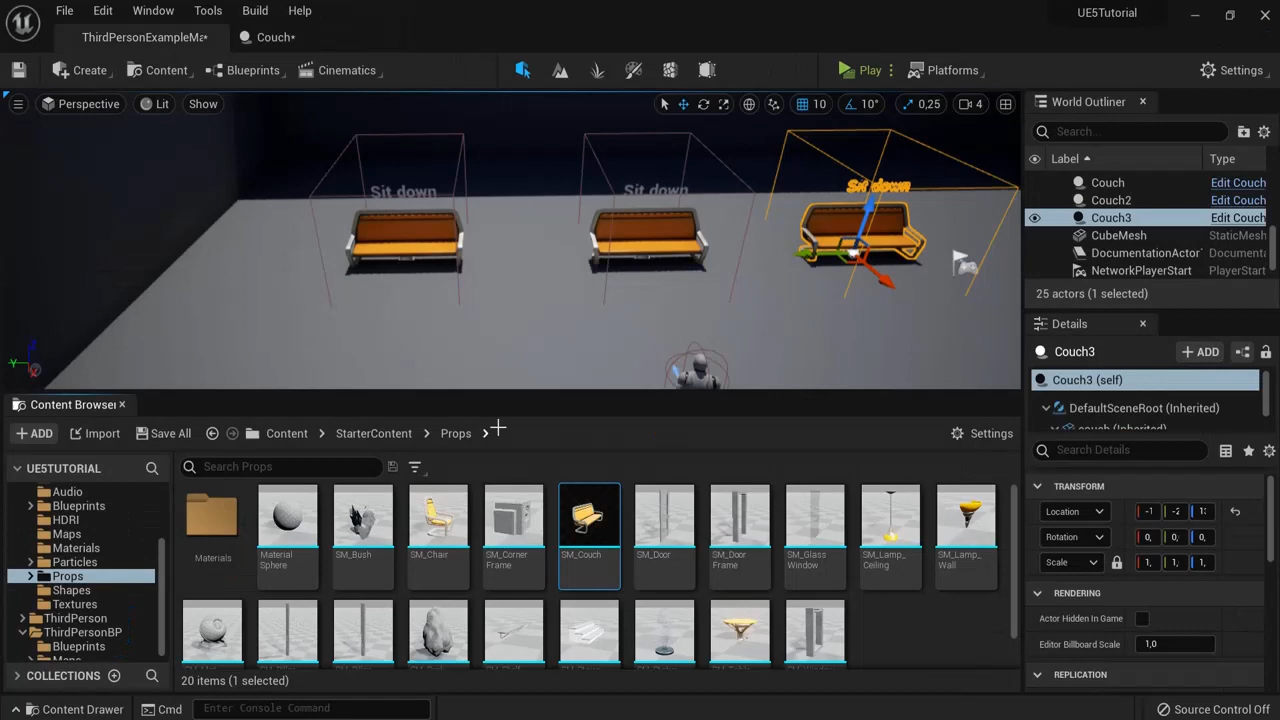 File Edit Window Tools Build Help
UE5Tutorial
ThirdPersonExampleMa*
Couch*
Create
Content
Blueprints
Cinematics
Play
Platforms
Settings
Perspective
Lit
Show
10
10°
0,25
4
World Outliner
Search...
Label
Type
Couch Edit Couch
Couch2 Edit Couch
Couch3 Edit Couch
CubeMesh StaticMesh
DocumentationActor Documenta
NetworkPlayerStart PlayerStart
25 actors (1 selected)
Sit down
Sit down
Sit down
Details
Couch3
+ ADD
Couch3 (self)
DefaultSceneRoot (Inherited)
couch (Inherited)
Search Details
TRANSFORM
Location
Rotation 0, 0, 0,
Scale 1, 1, 1,
RENDERING
Actor Hidden In Game
Editor Billboard Scale 1,0
REPLICATION
Content Browser
+ ADD
Import
Save All
Content > StarterContent > Props >
Settings
UE5TUTORIAL
Search Props
Audio
Blueprints
HDRI
Maps
Materials
Particles
Props
Shapes
Textures
ThirdPerson
ThirdPersonBP
Blueprints
Maps
COLLECTIONS
Materials
Material Sphere
SM_Bush
SM_Chair
SM_Corner Frame
SM_Couch
SM_Door
SM_Door Frame
SM_Glass Window
SM_Lamp_ Ceiling
SM_Lamp_ Wall
20 items (1 selected)
Content Drawer
Cmd
Enter Console Command
Source Control Off